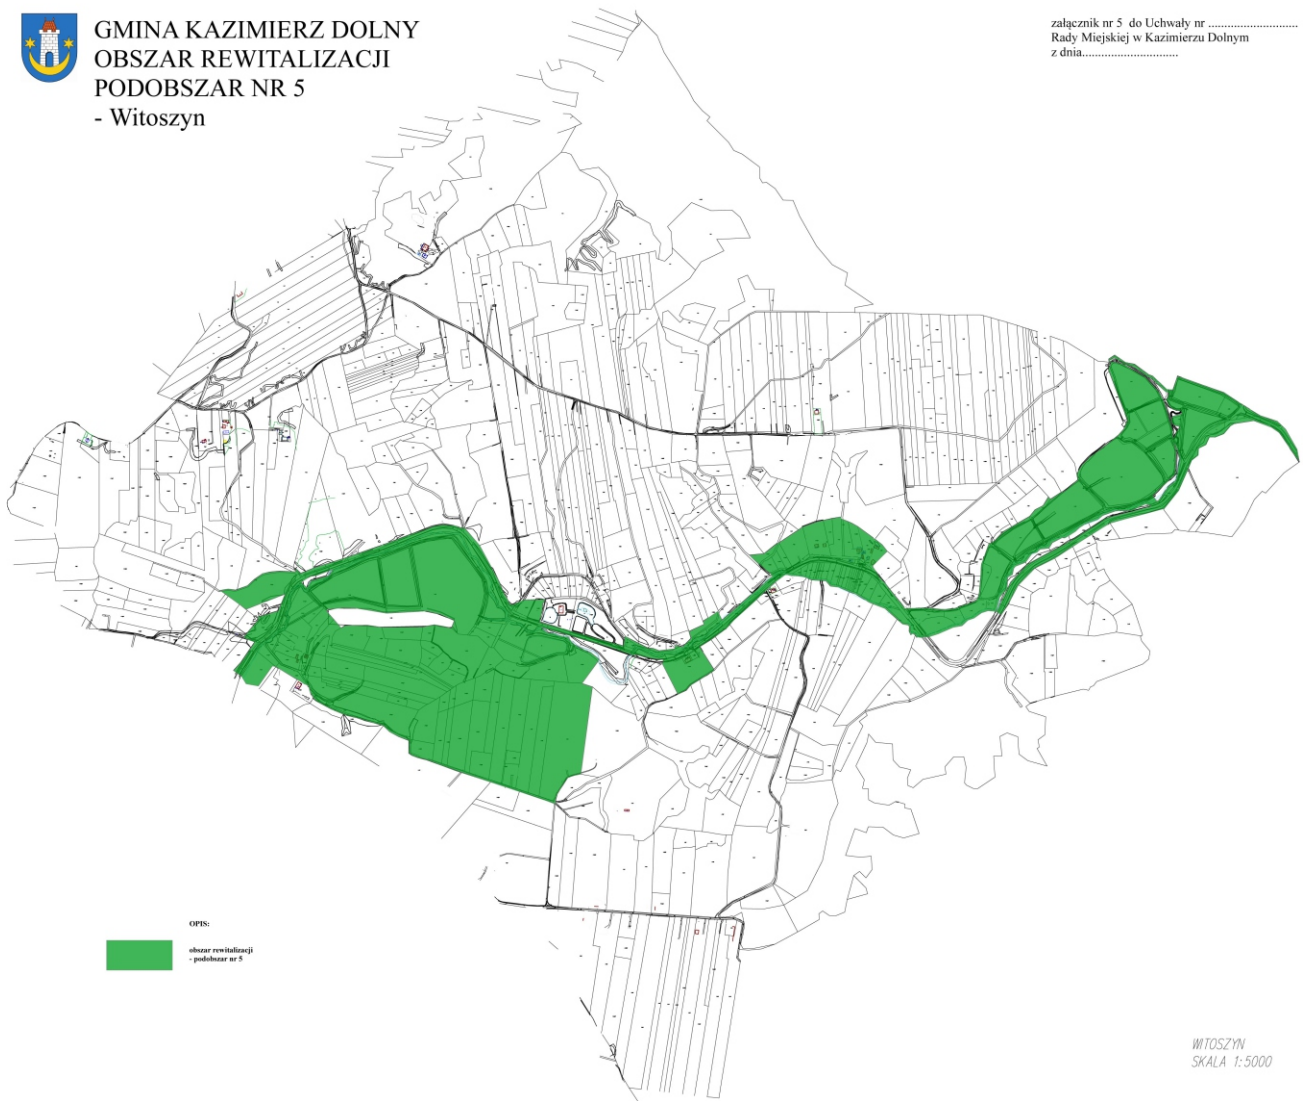 GMINA KAZIMIERZ DOLNY
OBSZAR REWITALIZACJI
PODOBSZAR NR 5
- Witoszyn
załącznik nr 5 do Uchwały nr ............................
Rady Miejskiej w Kazimierzu Dolnym
z dnia..............................
OPIS:
obszar rewitalizacji
- podobszar nr 5
WITOSZYN
SKALA 1:5000